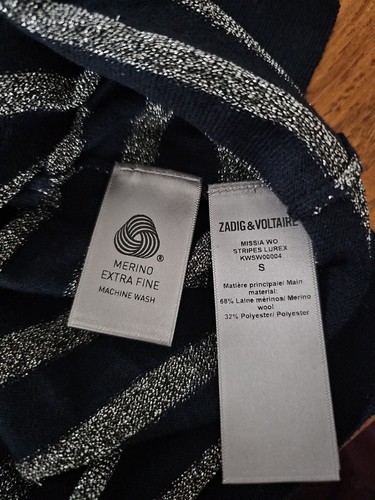 ®
MERINO
EXTRA FINE
MACHINE WASH
ZADIG & VOLTAIRE
MISSIA WO
STRIPES LUREX
KWSW00004
S
Matière principale/ Main
material:
68% Laine mérinos/ Merino
wool
32% Polyester/ Polyester